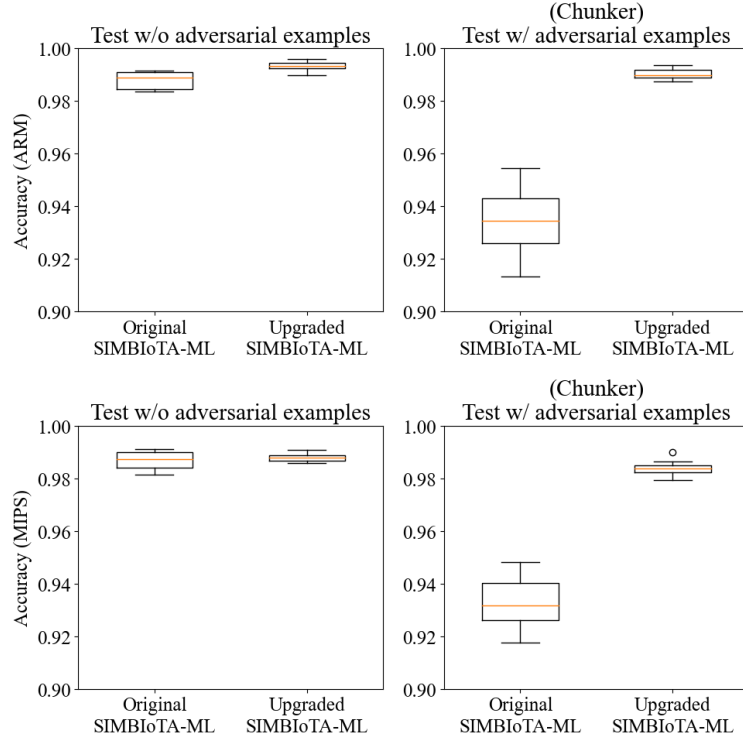 Test w/o adversarial examples
1.00
0.98
0.96
0.94
0.92
0.90
Accuracy (ARM)
Original
SIMBIoTA-ML
Upgraded
SIMBIoTA-ML
(Chunker)
Test w/ adversarial examples
1.00
0.98
0.96
0.94
0.92
0.90
Original
SIMBIoTA-ML
Upgraded
SIMBIoTA-ML
Test w/o adversarial examples
1.00
0.98
0.96
0.94
0.92
0.90
Accuracy (MIPS)
Original
SIMBIoTA-ML
Upgraded
SIMBIoTA-ML
(Chunker)
Test w/ adversarial examples
1.00
0.98
0.96
0.94
0.92
0.90
Original
SIMBIoTA-ML
Upgraded
SIMBIoTA-ML